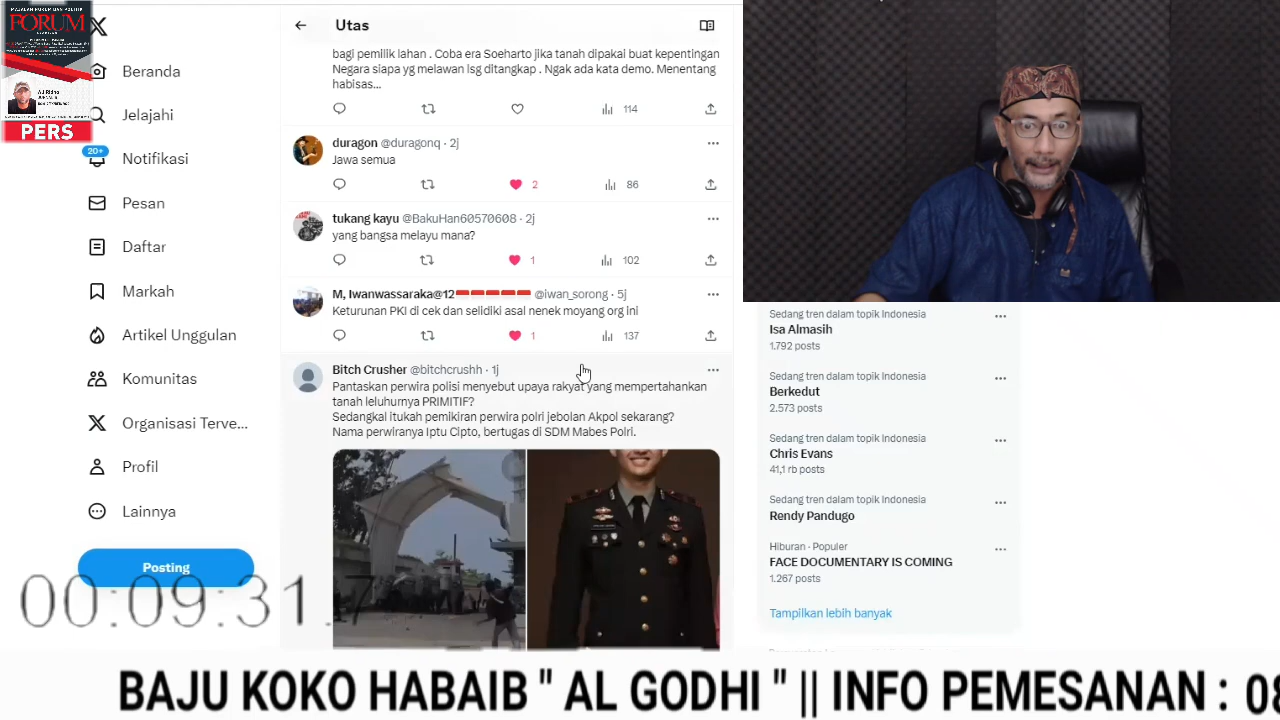 MAJALAH FORUM DAN POLITIK
FORUM
PERS
Utas
Beranda
Jelajahi
20+
Notifikasi
Pesan
Daftar
Markah
Artikel Unggulan
Komunitas
Organisasi Terve...
Profil
Lainnya
Posting
00:09:31.7
bagi pemilik lahan . Coba era Soeharto jika tanah dipakai buat kepentingan
Negara siapa yg melawan lsg ditangkap . Ngak ada kata demo. Menentang
habisas...
114
duragon @duragonq · 2j
Jawa semua
2 86
tukang kayu @BakuHan60570608 · 2j
yang bangsa melayu mana?
1 102
M, Iwanwassaraka@12 @iwan_sorong · 5j
Keturunan PKI di cek dan selidiki asal nenek moyang org ini
1 137
Bitch Crusher @bitchcrushh · 1j
Pantaskan perwira polisi menyebut upaya rakyat yang mempertahankan
tanah leluhurnya PRIMITIF?
Sedangkal itukah pemikiran perwira polri jebolan Akpol sekarang?
Nama perwiranya Iptu Cipto, bertugas di SDM Mabes Polri.
Sedang tren dalam topik Indonesia
Isa Almasih
1.792 posts
Sedang tren dalam topik Indonesia
Berkedut
2.573 posts
Sedang tren dalam topik Indonesia
Chris Evans
41,1 rb posts
Sedang tren dalam topik Indonesia
Rendy Pandugo
Hiburan · Populer
FACE DOCUMENTARY IS COMING
1.267 posts
Tampilkan lebih banyak
BAJU KOKO HABAIB " AL GODHI " || INFO PEMESANAN : 08